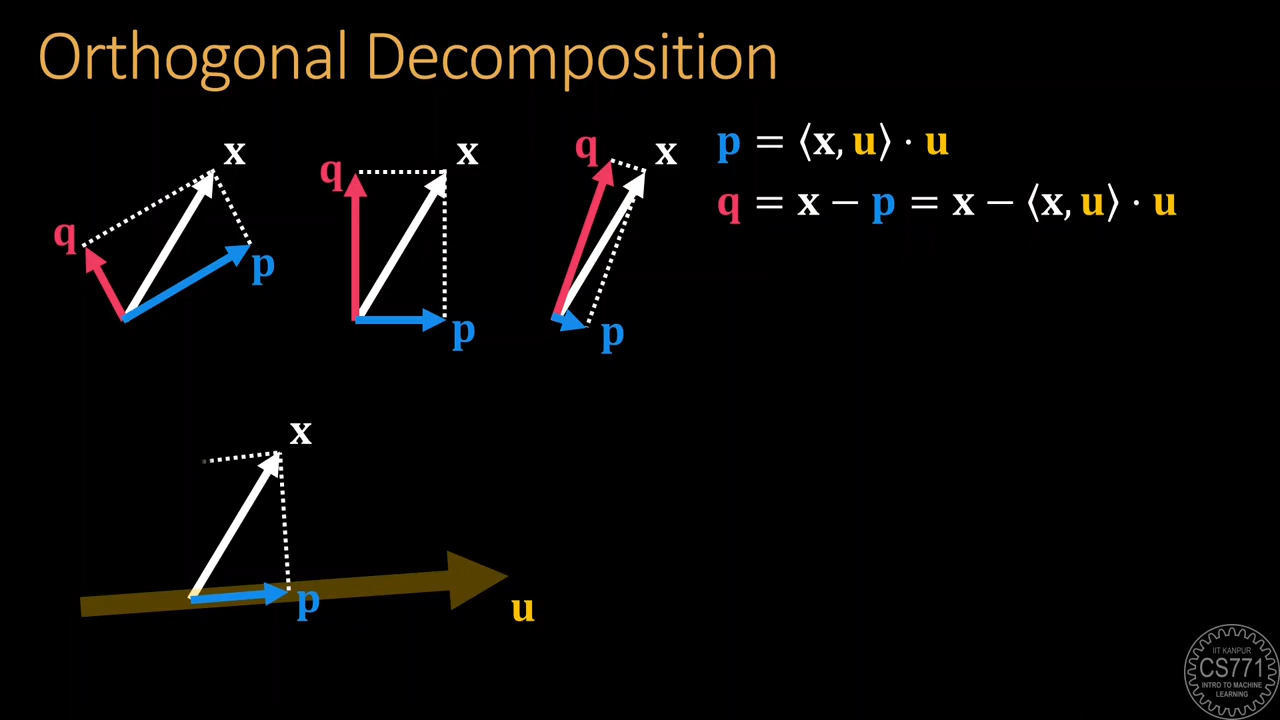 Orthogonal Decomposition
q x p
q x p
q x p
p = ⟨x, u⟩ · u
q = x − p = x − ⟨x, u⟩ · u
x
p
u
IIT KANPUR
CS771
INTRO TO MACHINE
LEARNING